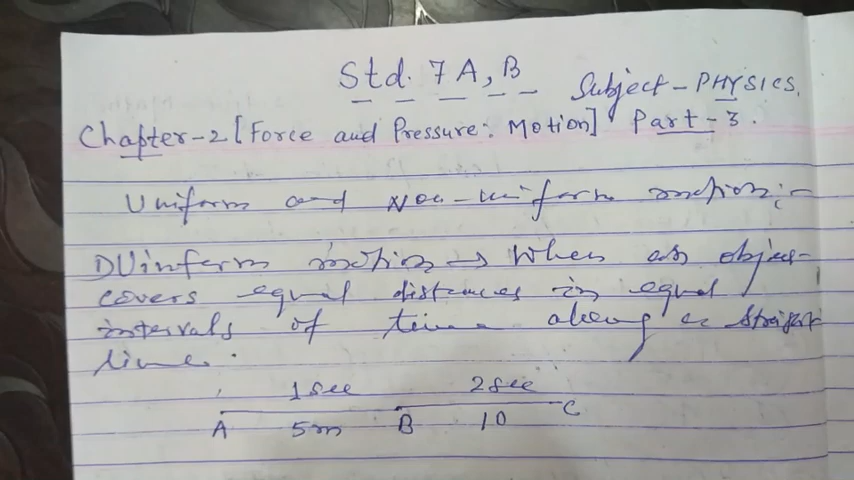 Std. 7 A, B
Subject - PHYSICS.
Chapter-2 [Force and Pressure: Motion] Part-3.
Uniform and Non-uniform motion:-
1) Uinform motion → When an object
covers equal distances in equal
intervals of time along a straight
line.
1 sec 2 sec
A 5m B 10 C